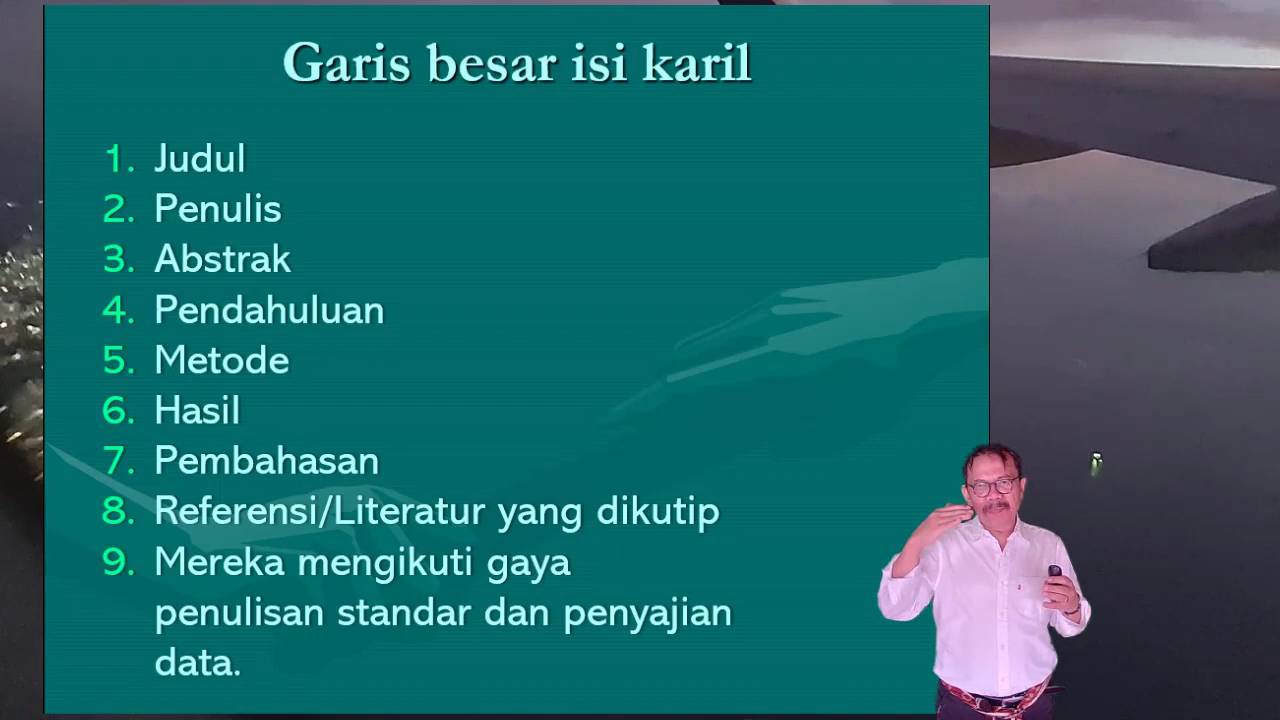 Garis besar isi karil
1. Judul
2. Penulis
3. Abstrak
4. Pendahuluan
5. Metode
6. Hasil
7. Pembahasan
8. Referensi/Literatur yang dikutip
9. Mereka mengikuti gaya
penulisan standar dan penyajian
data.